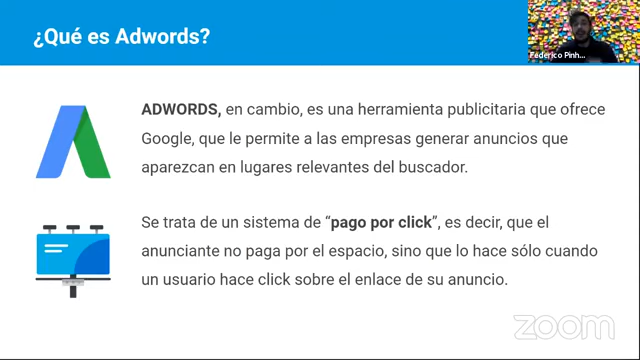 ¿Qué es Adwords?
Federico Pinh...
ADWORDS, en cambio, es una herramienta publicitaria que ofrece
Google, que le permite a las empresas generar anuncios que
aparezcan en lugares relevantes del buscador.
Se trata de un sistema de “pago por click”, es decir, que el
anunciante no paga por el espacio, sino que lo hace sólo cuando
un usuario hace click sobre el enlace de su anuncio.
zoom